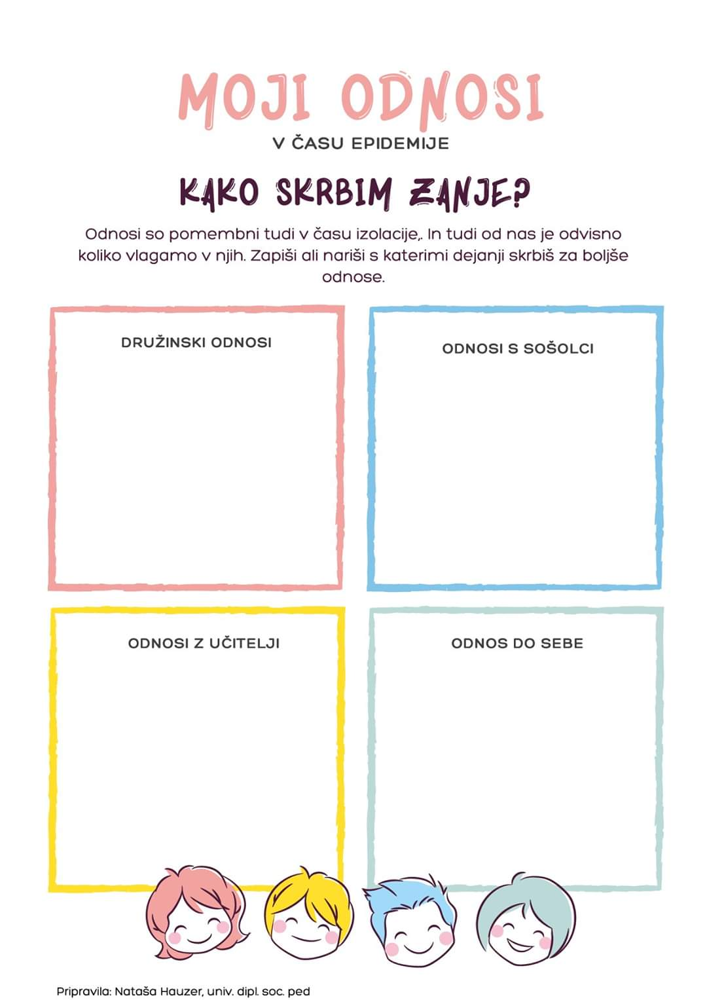 MOJI ODNOSI
V ČASU EPIDEMIJE
KAKO SKRBIM ZANJE?
Odnosi so pomembni tudi v času izolacije,. In tudi od nas je odvisno
koliko vlagamo v njih. Zapiši ali nariši s katerimi dejanji skrbiš za boljše
odnose.
DRUŽINSKI ODNOSI
ODNOSI S SOŠOLCI
ODNOSI Z UČITELJI
ODNOS DO SEBE
Pripravila: Nataša Hauzer, univ. dipl. soc. ped